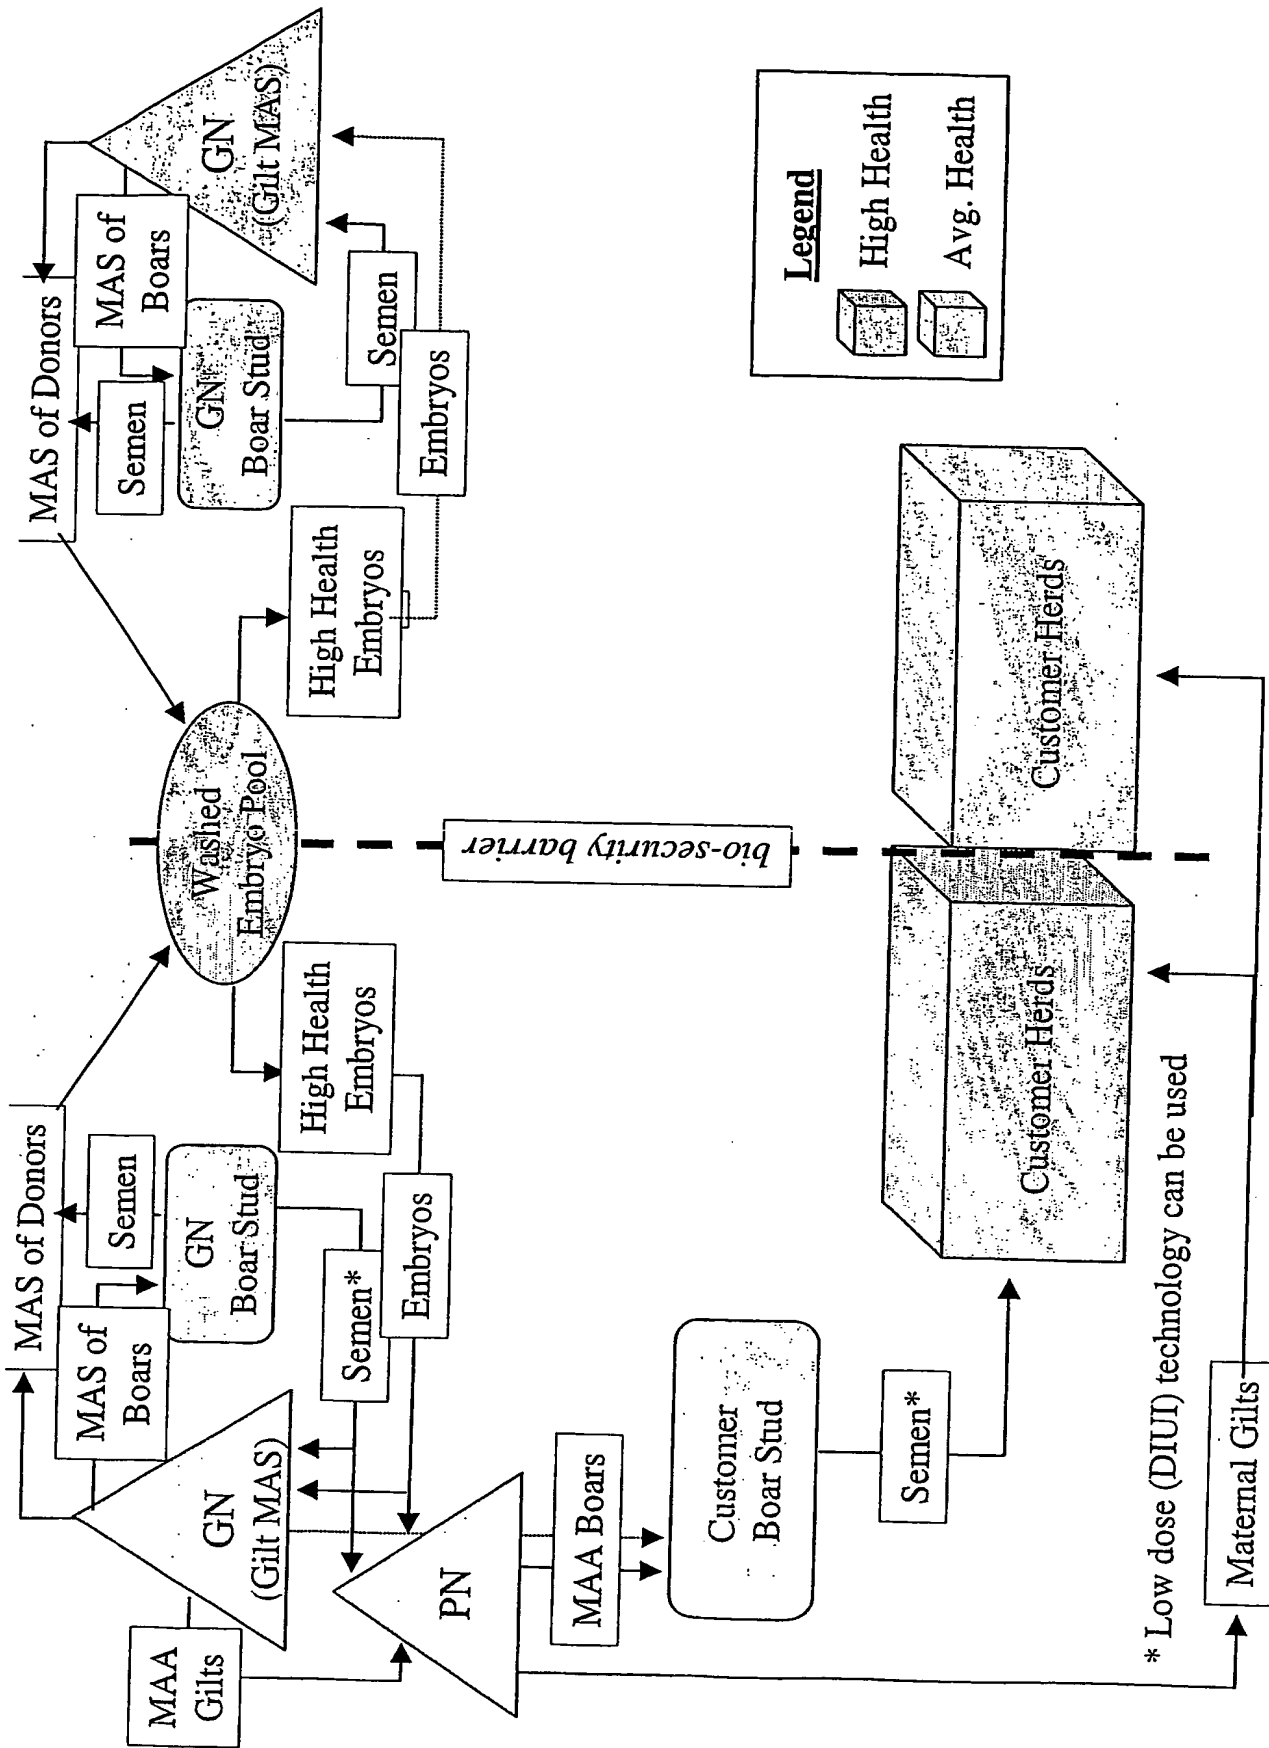 MAS of Donors
MAS of Donors
MAS of
Boars
Semen
Semen
MAS of
Boars
MAA
Gilts
GN
(Gilt MAS)
GN
Boar Stud
Washed
Embryo Pool
GN
Boar Stud
GN
(Gilt MAS)
High Health
Embryos
High Health
Embryos
Semen*
Semen
Embryos
Embryos
PN
bio-security barrier
MAA Boars
Customer
Boar Stud
Legend
High Health
Avg. Health
Semen*
Customer Herds
Customer Herds
* Low dose (DIUI) technology can be used
Maternal Gilts